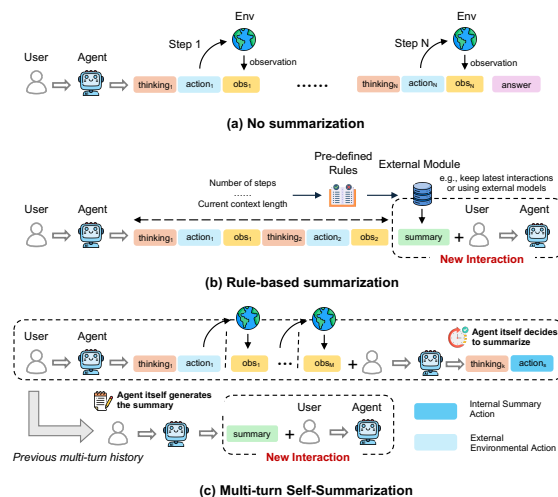 Env
Env
Step 1
Step N
User
Agent
observation
observation
thinking₁
action₁
obs₁
......
thinkingN
actionN
obsN
answer
(a) No summarization
Pre-defined
Rules
External Module
Number of steps
......
Current context length
e.g., keep latest interactions
or using external models
User
Agent
User
Agent
thinking₁
action₁
obs₁
thinking₂
action₂
obs₂
summary
+
New Interaction
(b) Rule-based summarization
User
Agent
Agent itself decides
to summarize
thinking₁
action₁
obs₁
...
obsM
+
thinkingₖ
actionₖ
Agent itself generates
the summary
User
Agent
summary
+
Previous multi-turn history
New Interaction
Internal Summary
Action
External
Environmental Action
(c) Multi-turn Self-Summarization